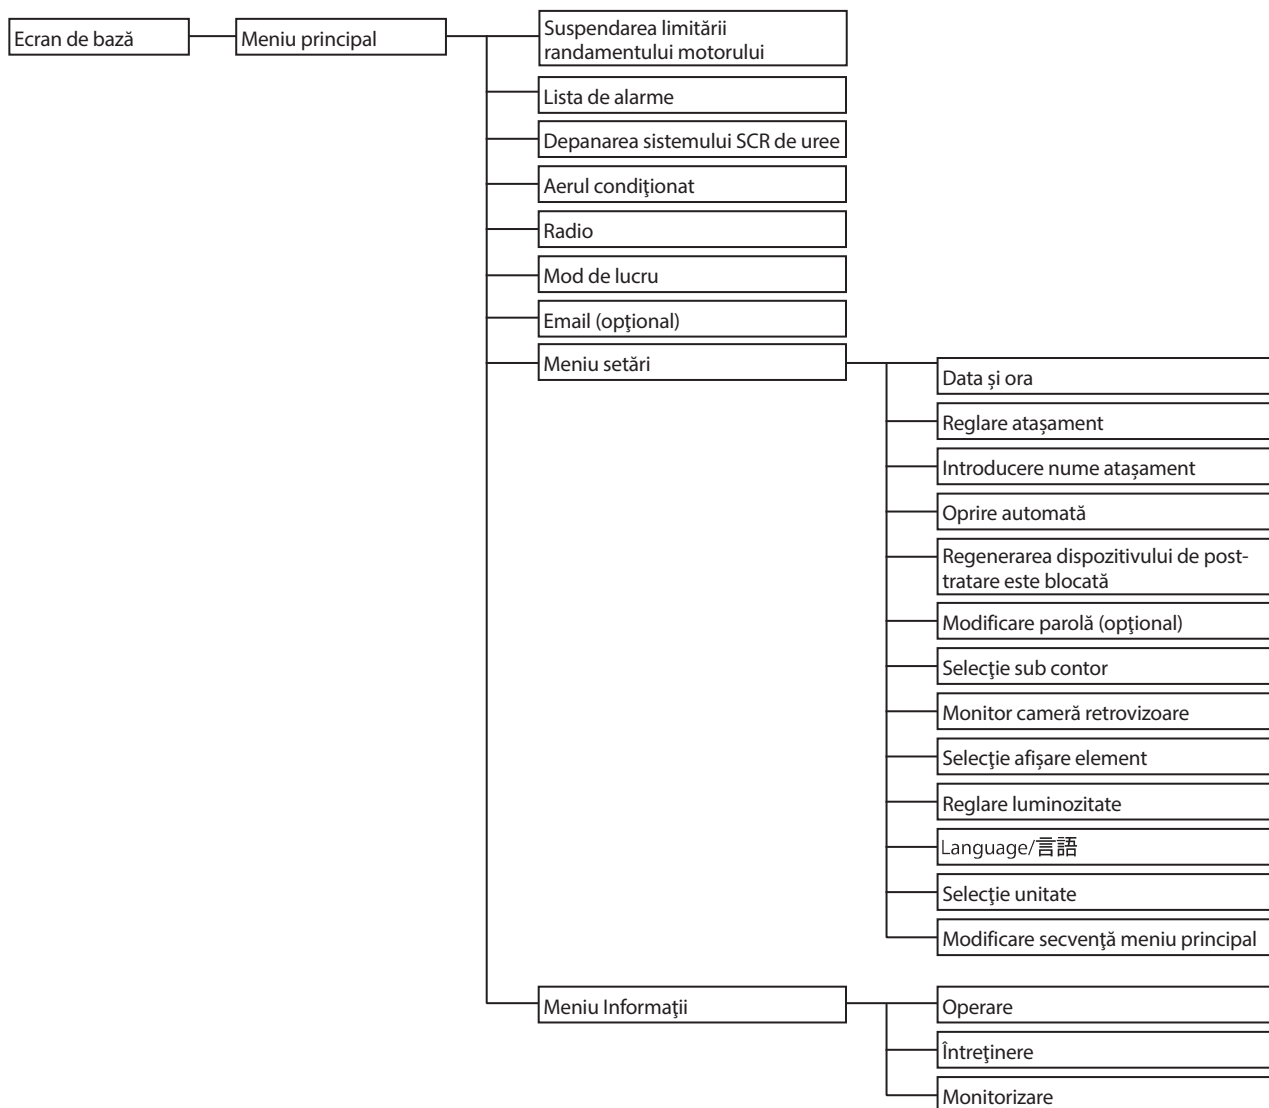 Ecran de bază
Meniu principal
Suspendarea limitării
randamentului motorului
Lista de alarme
Depanarea sistemului SCR de uree
Aerul condiţionat
Radio
Mod de lucru
Email (opţional)
Meniu setări
Data și ora
Reglare atașament
Introducere nume atașament
Oprire automată
Regenerarea dispozitivului de post-
tratare este blocată
Modificare parolă (opţional)
Selecţie sub contor
Monitor cameră retrovizoare
Selecţie afișare element
Reglare luminozitate
Language/言語
Selecţie unitate
Modificare secvenţă meniu principal
Meniu Informaţii
Operare
Întreţinere
Monitorizare